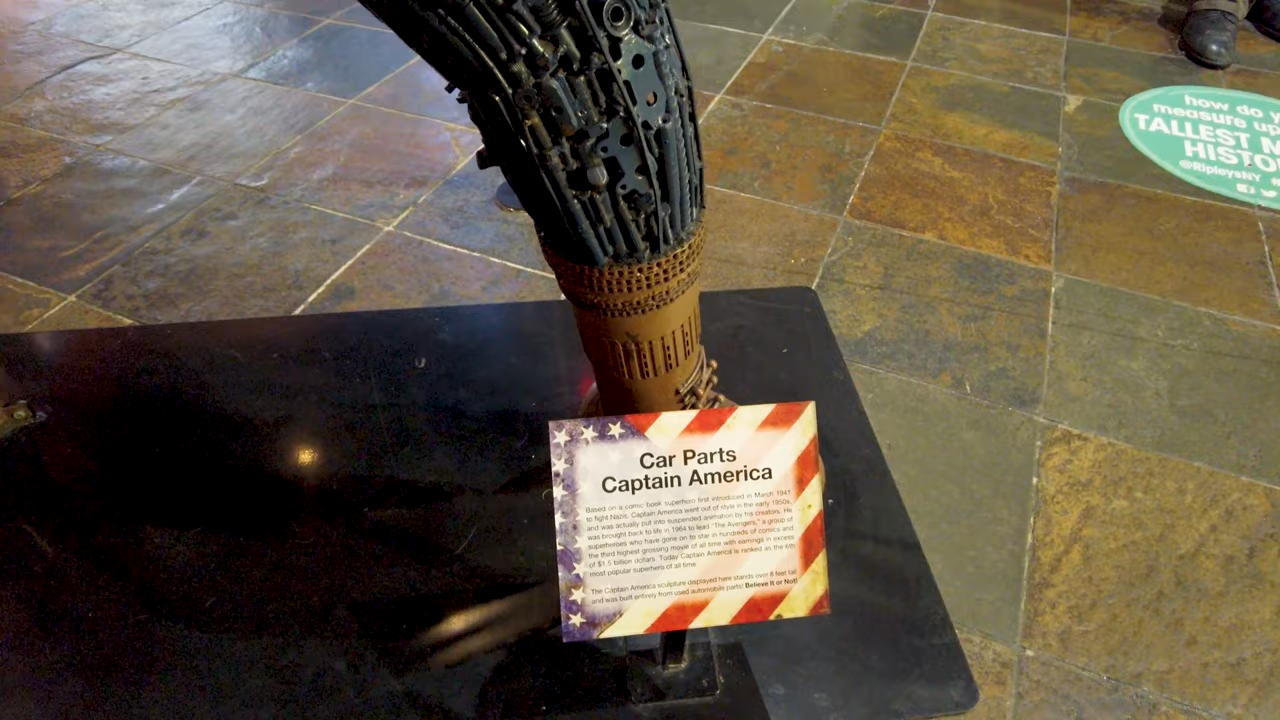 how do y
measure up
TALLEST M
HISTO
@RipleysNY
Car Parts
Captain America
Based on a comic book superhero first introduced in March 1941
to fight Nazis, Captain America went out of style in the early 1950s,
and was actually put into suspended animation by his creators. He
was brought back to life in 1964 to lead "The Avengers," a group of
superheroes who have gone on to star in hundreds of comics and
the third highest grossing movie of all time with earnings in excess
of $1.5 billion dollars. Today Captain America is ranked as the 6th
most popular superhero of all time.
The Captain America sculpture displayed here stands over 8 feet tall
and was built entirely from used automobile parts! Believe It or Not!